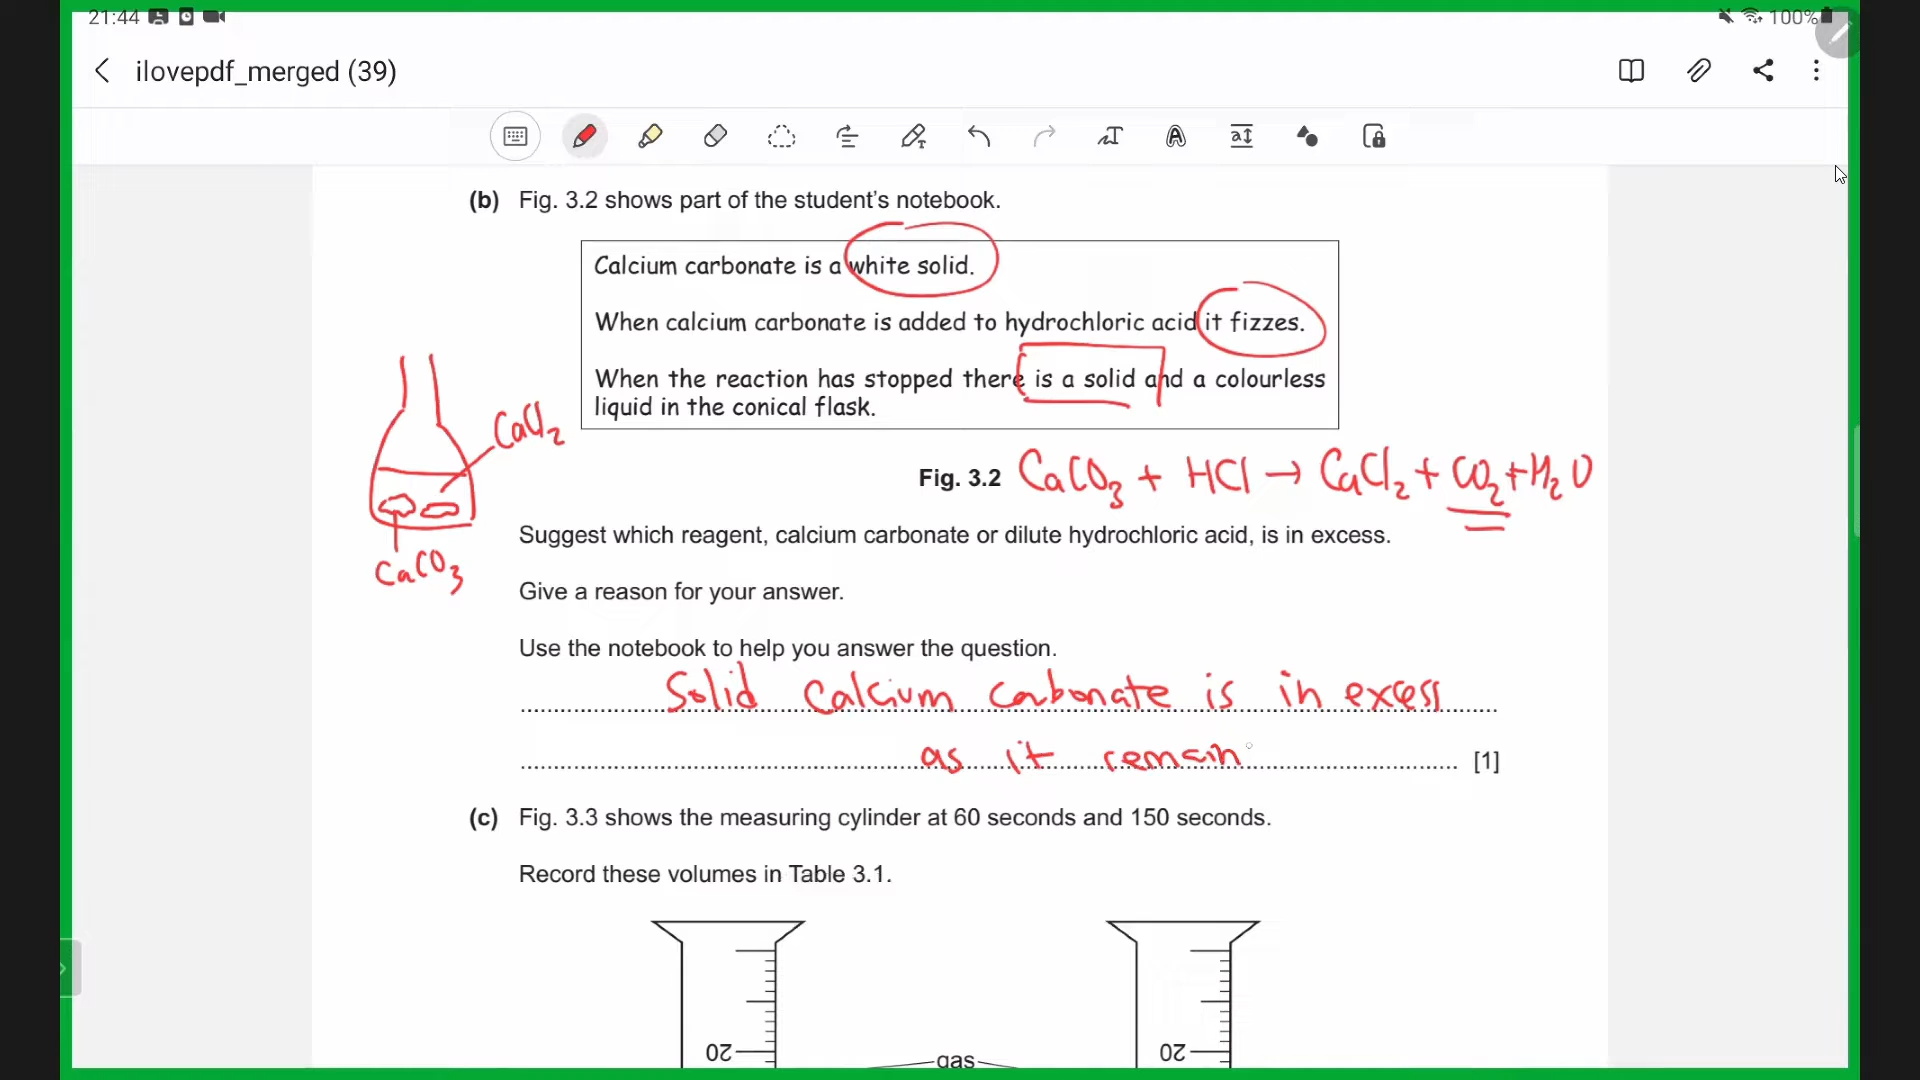 21:44
100%
ilovepdf_merged (39)
(b) Fig. 3.2 shows part of the student's notebook.
Calcium carbonate is a white solid.
When calcium carbonate is added to hydrochloric acid it fizzes.
When the reaction has stopped there is a solid and a colourless
liquid in the conical flask.
CaCl2
Fig. 3.2 CaCO3 + HCl → CaCl2 + CO2 + H2O
Suggest which reagent, calcium carbonate or dilute hydrochloric acid, is in excess.
CaCO3
Give a reason for your answer.
Use the notebook to help you answer the question.
Solid Calcium carbonate is in excess
as it remain [1]
(c) Fig. 3.3 shows the measuring cylinder at 60 seconds and 150 seconds.
Record these volumes in Table 3.1.
20 20
gas